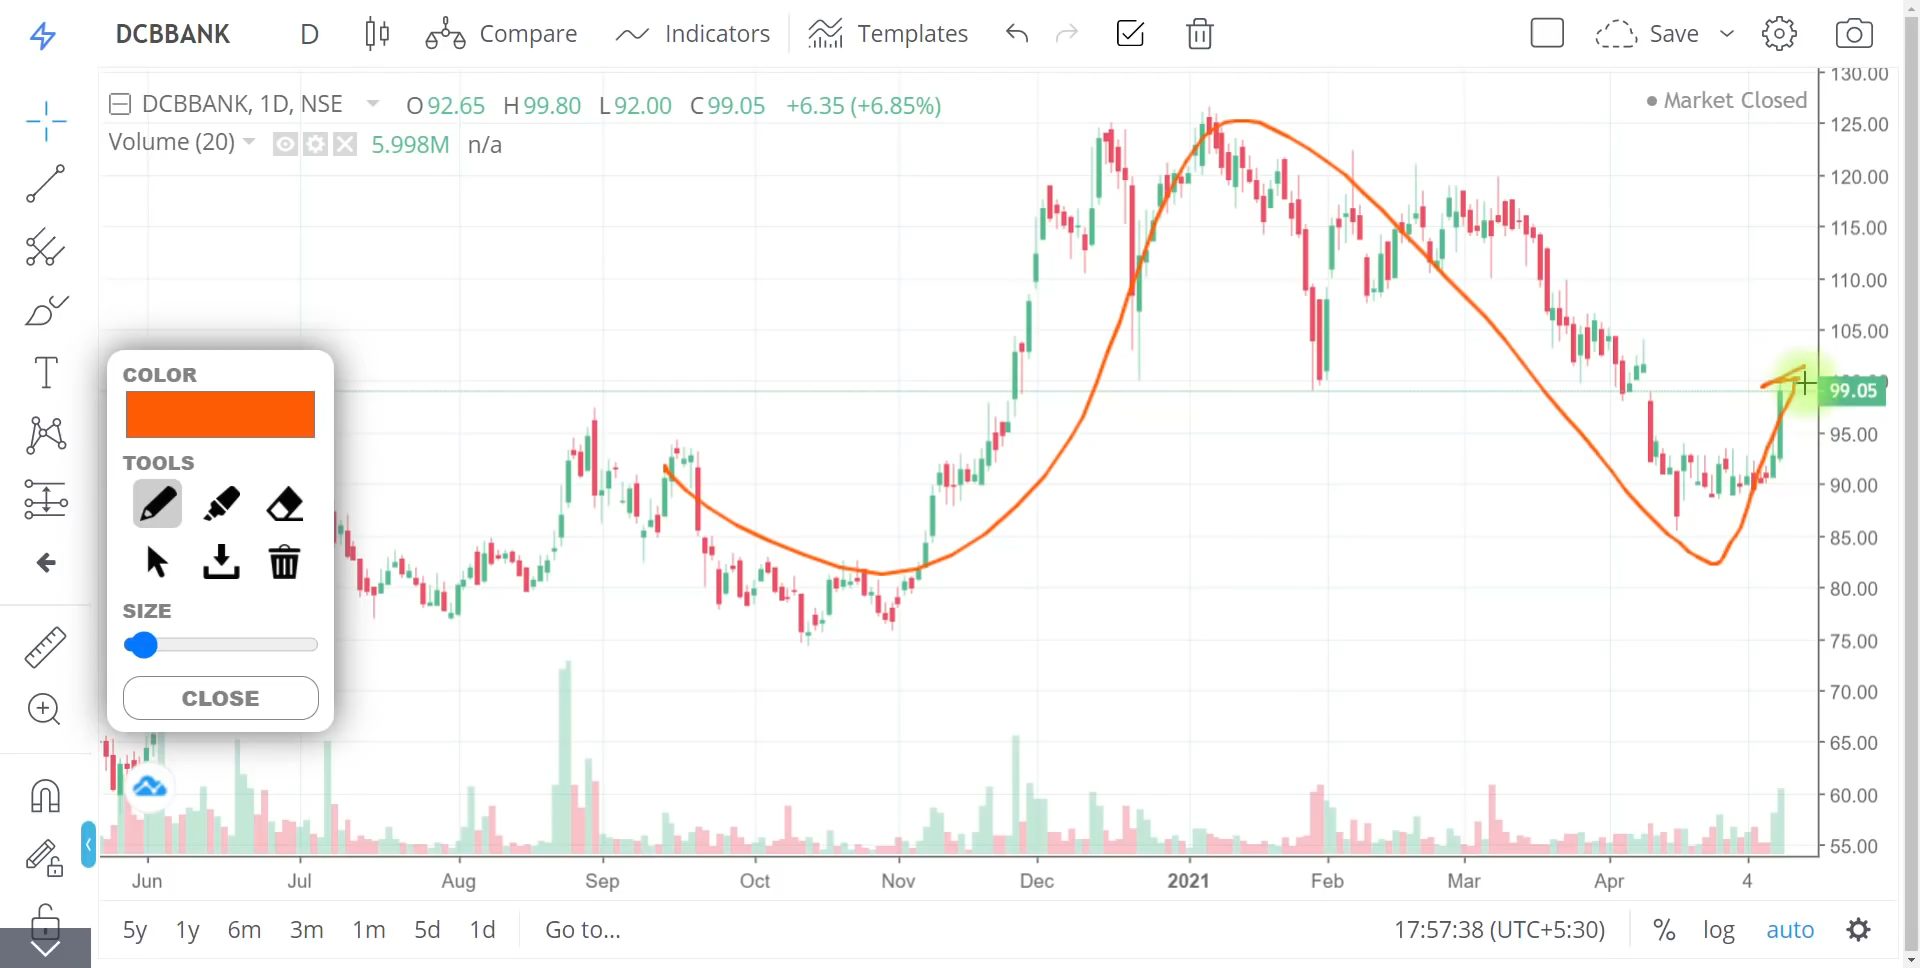 DCBBANK D Compare Indicators Templates Save
DCBBANK, 1D, NSE O 92.65 H 99.80 L 92.00 C 99.05 +6.35 (+6.85%)
Market Closed
Volume (20) 5.998M n/a
130.00
125.00
120.00
115.00
110.00
105.00
99.05
95.00
90.00
85.00
80.00
75.00
70.00
65.00
60.00
55.00
COLOR
TOOLS
SIZE
CLOSE
T
Jun Jul Aug Sep Oct Nov Dec 2021 Feb Mar Apr 4
5y 1y 6m 3m 1m 5d 1d Go to... 17:57:38 (UTC+5:30) % log auto